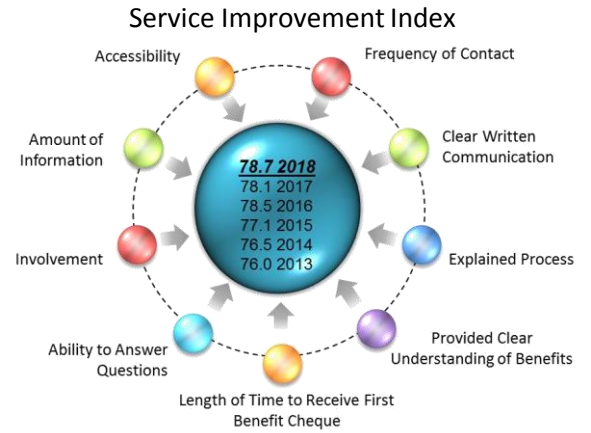 Service Improvement Index
Accessibility
Frequency of Contact
Amount of
Information
Clear Written
Communication
78.7 2018
78.1 2017
78.5 2016
77.1 2015
76.5 2014
76.0 2013
Involvement
Explained Process
Ability to Answer
Questions
Provided Clear
Understanding of Benefits
Length of Time to Receive First
Benefit Cheque